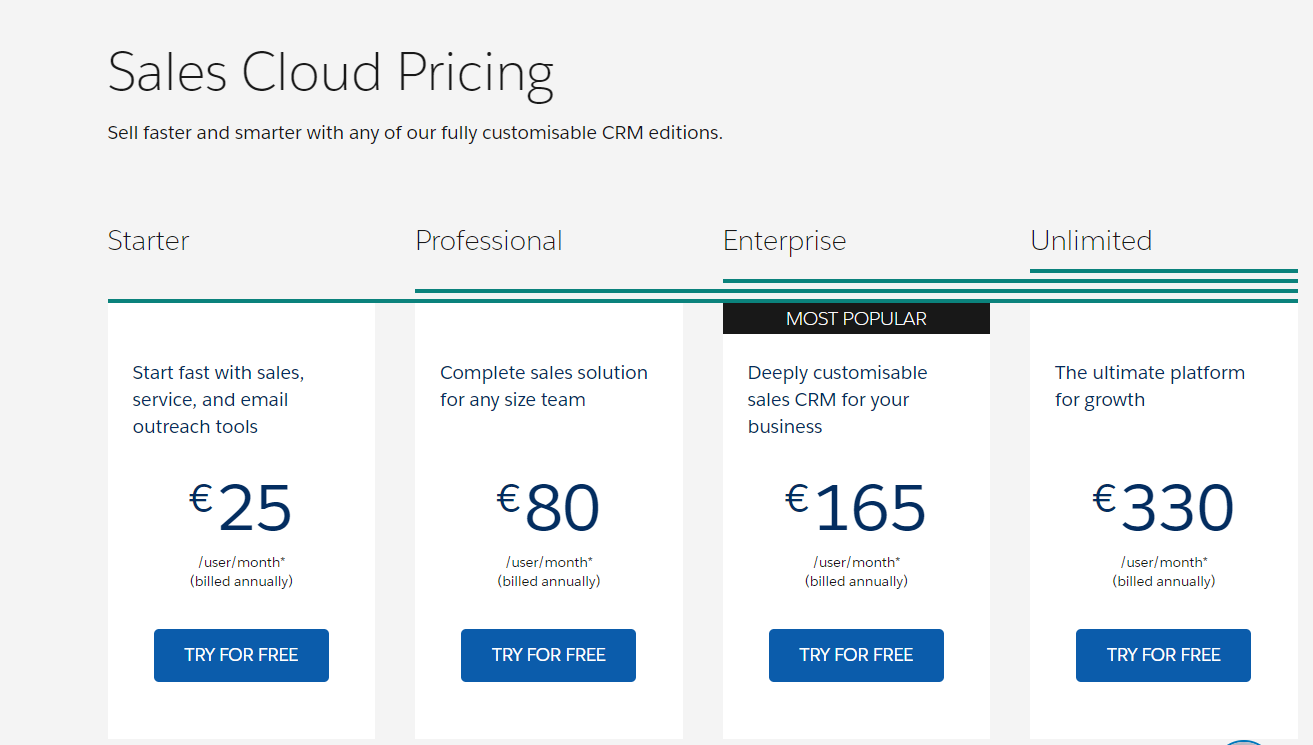 Sales Cloud Pricing
Sell faster and smarter with any of our fully customisable CRM editions.
Starter
Professional
Enterprise
Unlimited
Start fast with sales,
service, and email
outreach tools
€25
/user/month*
(billed annually)
TRY FOR FREE
Complete sales solution
for any size team
€80
/user/month*
(billed annually)
TRY FOR FREE
MOST POPULAR
Deeply customisable
sales CRM for your
business
€165
/user/month*
(billed annually)
TRY FOR FREE
The ultimate platform
for growth
€330
/user/month*
(billed annually)
TRY FOR FREE